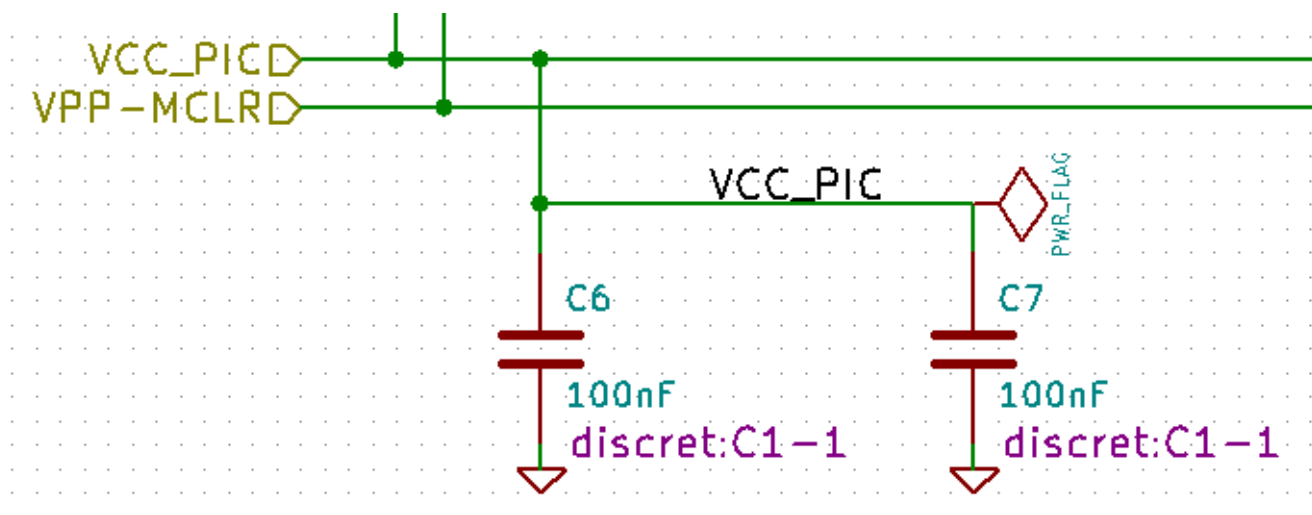 VCC_PIC
VPP-MCLR
VCC_PIC
PWR_FLAG
C6
C7
100nF
100nF
discret:C1-1
discret:C1-1